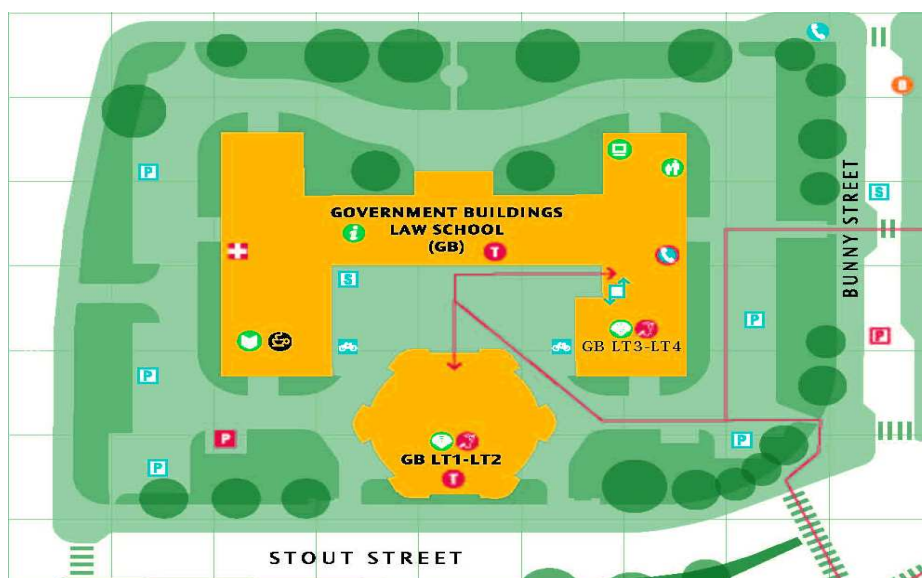 P
S
BUNNY STREET
GOVERNMENT BUILDINGS
LAW SCHOOL
(GB)
i
T
S
P
P
GB LT3-LT4
P
P
P
GB LT1-LT2
P
T
P
STOUT STREET